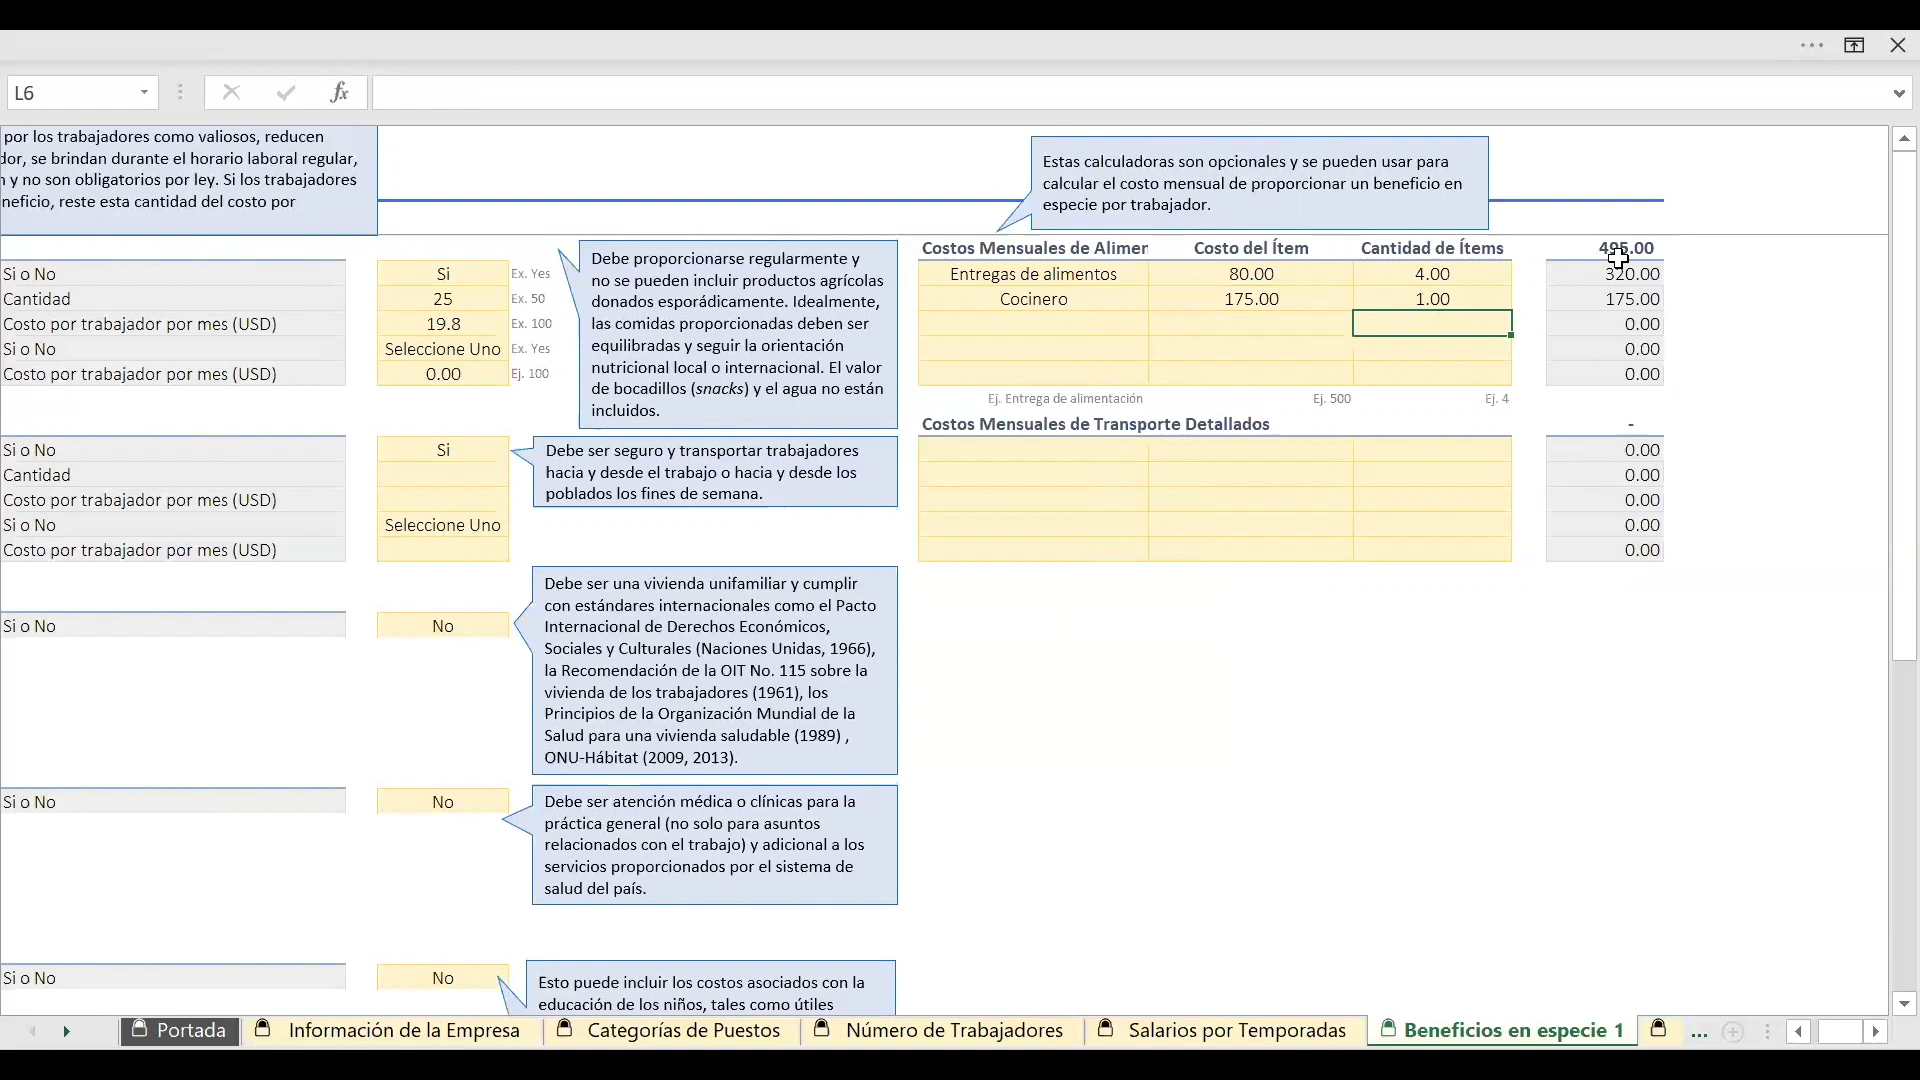 L6
fx
por los trabajadores como valiosos, reducen
dor, se brindan durante el horario laboral regular,
n y no son obligatorios por ley. Si los trabajadores
neficio, reste esta cantidad del costo por
Estas calculadoras son opcionales y se pueden usar para
calcular el costo mensual de proporcionar un beneficio en
especie por trabajador.
Costos Mensuales de Alimer Costo del Ítem Cantidad de Ítems 495.00
Si o No Si Ex. Yes
Cantidad 25 Ex. 50
Costo por trabajador por mes (USD) 19.8 Ex. 100
Si o No Seleccione Uno Ex. Yes
Costo por trabajador por mes (USD) 0.00 Ej. 100
Debe proporcionarse regularmente y
no se pueden incluir productos agrícolas
donados esporádicamente. Idealmente,
las comidas proporcionadas deben ser
equilibradas y seguir la orientación
nutricional local o internacional. El valor
de bocadillos (snacks) y el agua no están
incluidos.
Entregas de alimentos 80.00 4.00 320.00
Cocinero 175.00 1.00 175.00
0.00
0.00
0.00
Ej. Entrega de alimentación Ej. 500 Ej. 4
Costos Mensuales de Transporte Detallados -
Si o No Si
Cantidad
Costo por trabajador por mes (USD)
Si o No Seleccione Uno
Costo por trabajador por mes (USD)
Debe ser seguro y transportar trabajadores
hacia y desde el trabajo o hacia y desde los
poblados los fines de semana.
0.00
0.00
0.00
0.00
0.00
Si o No No
Debe ser una vivienda unifamiliar y cumplir
con estándares internacionales como el Pacto
Internacional de Derechos Económicos,
Sociales y Culturales (Naciones Unidas, 1966),
la Recomendación de la OIT No. 115 sobre la
vivienda de los trabajadores (1961), los
Principios de la Organización Mundial de la
Salud para una vivienda saludable (1989) ,
ONU-Hábitat (2009, 2013).
Si o No No
Debe ser atención médica o clínicas para la
práctica general (no solo para asuntos
relacionados con el trabajo) y adicional a los
servicios proporcionados por el sistema de
salud del país.
Si o No No
Esto puede incluir los costos asociados con la
educación de los niños, tales como útiles
Portada Información de la Empresa Categorías de Puestos Número de Trabajadores Salarios por Temporadas Beneficios en especie 1 ...